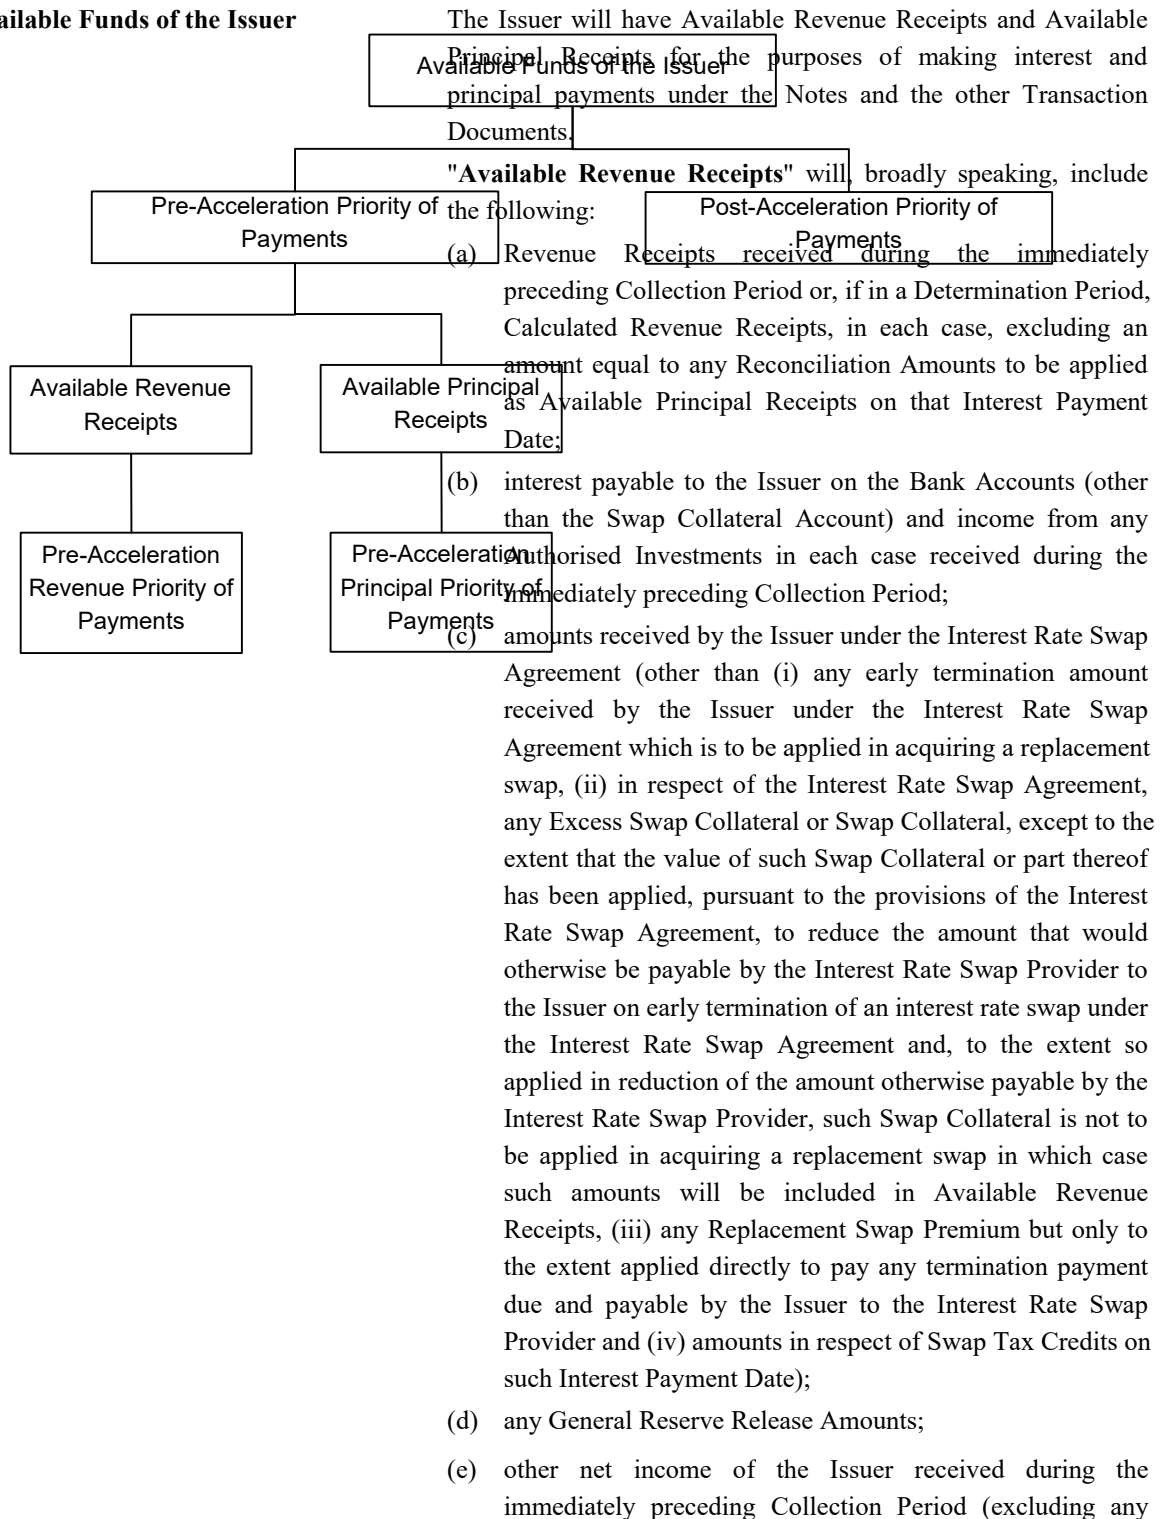 ailable Funds of the Issuer
The Issuer will have Available Revenue Receipts and Available
Principal Receipts for the purposes of making interest and
principal payments under the Notes and the other Transaction
Documents.
"Available Revenue Receipts" will, broadly speaking, include
the following:
(a) Revenue Receipts received during the immediately
preceding Collection Period or, if in a Determination Period,
Calculated Revenue Receipts, in each case, excluding an
amount equal to any Reconciliation Amounts to be applied
as Available Principal Receipts on that Interest Payment
Date;
(b) interest payable to the Issuer on the Bank Accounts (other
than the Swap Collateral Account) and income from any
Authorised Investments in each case received during the
immediately preceding Collection Period;
(c) amounts received by the Issuer under the Interest Rate Swap
Agreement (other than (i) any early termination amount
received by the Issuer under the Interest Rate Swap
Agreement which is to be applied in acquiring a replacement
swap, (ii) in respect of the Interest Rate Swap Agreement,
any Excess Swap Collateral or Swap Collateral, except to the
extent that the value of such Swap Collateral or part thereof
has been applied, pursuant to the provisions of the Interest
Rate Swap Agreement, to reduce the amount that would
otherwise be payable by the Interest Rate Swap Provider to
the Issuer on early termination of an interest rate swap under
the Interest Rate Swap Agreement and, to the extent so
applied in reduction of the amount otherwise payable by the
Interest Rate Swap Provider, such Swap Collateral is not to
be applied in acquiring a replacement swap in which case
such amounts will be included in Available Revenue
Receipts, (iii) any Replacement Swap Premium but only to
the extent applied directly to pay any termination payment
due and payable by the Issuer to the Interest Rate Swap
Provider and (iv) amounts in respect of Swap Tax Credits on
such Interest Payment Date);
(d) any General Reserve Release Amounts;
(e) other net income of the Issuer received during the
immediately preceding Collection Period (excluding any
Available Funds of the Issuer
Pre-Acceleration Priority of
Payments
Post-Acceleration Priority of
Payments
Available Revenue
Receipts
Available Principal
Receipts
Pre-Acceleration
Revenue Priority of
Payments
Pre-Acceleration
Principal Priority of
Payments